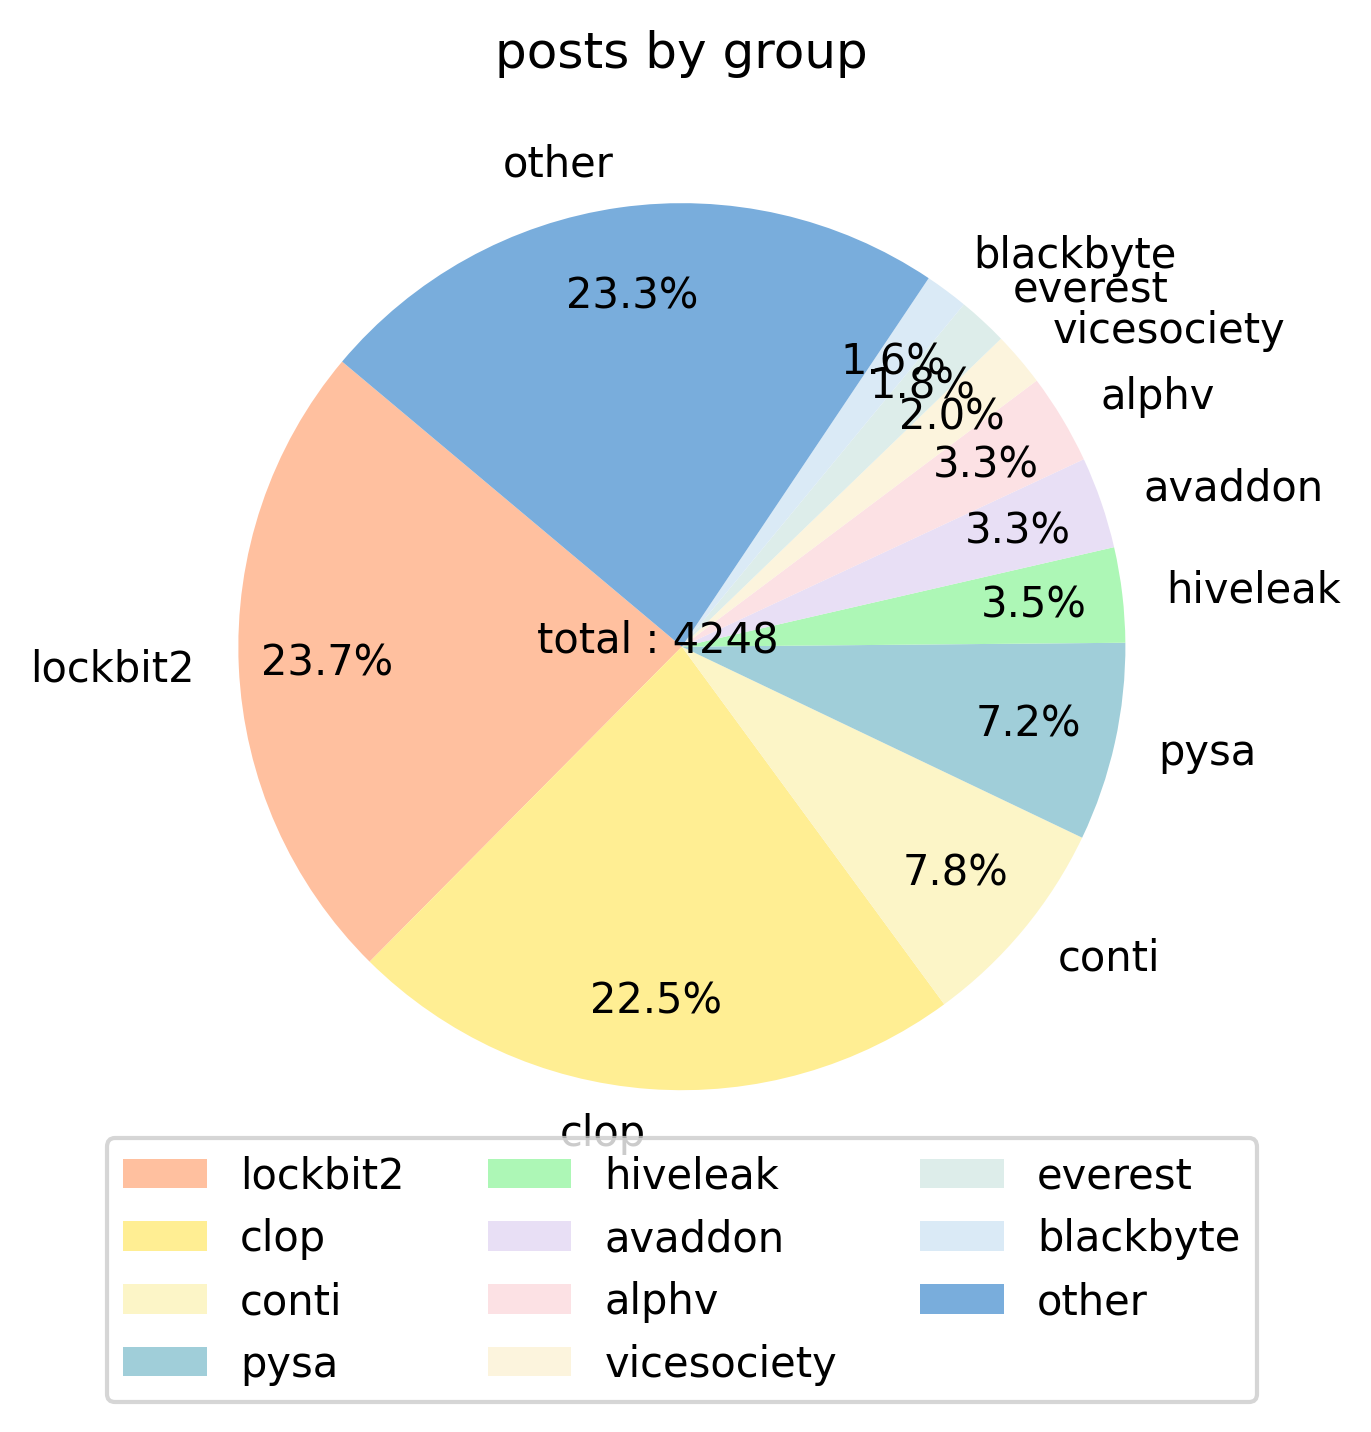 posts by group
other
blackbyte
everest
vicesociety
alphv
avaddon
hiveleak
pysa
conti
clop
lockbit2
23.3%
1.6%
1.8%
2.0%
3.3%
3.3%
3.5%
7.2%
7.8%
22.5%
23.7%
total : 4248
lockbit2
clop
conti
pysa
hiveleak
avaddon
alphv
vicesociety
everest
blackbyte
other